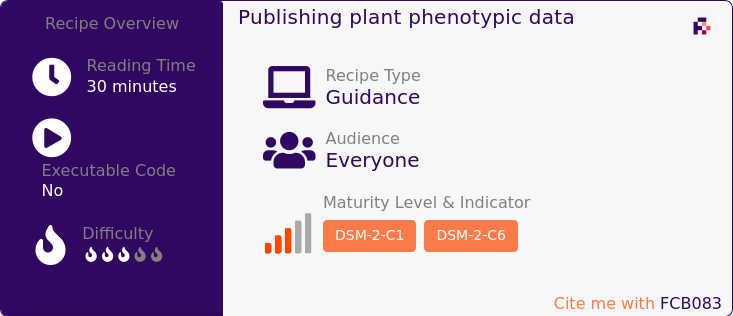 Recipe Overview
Reading Time
30 minutes
Executable Code
No
Difficulty
Publishing plant phenotypic data
Recipe Type
Guidance
Audience
Everyone
Maturity Level & Indicator
DSM-2-C1 DSM-2-C6
Cite me with FCB083